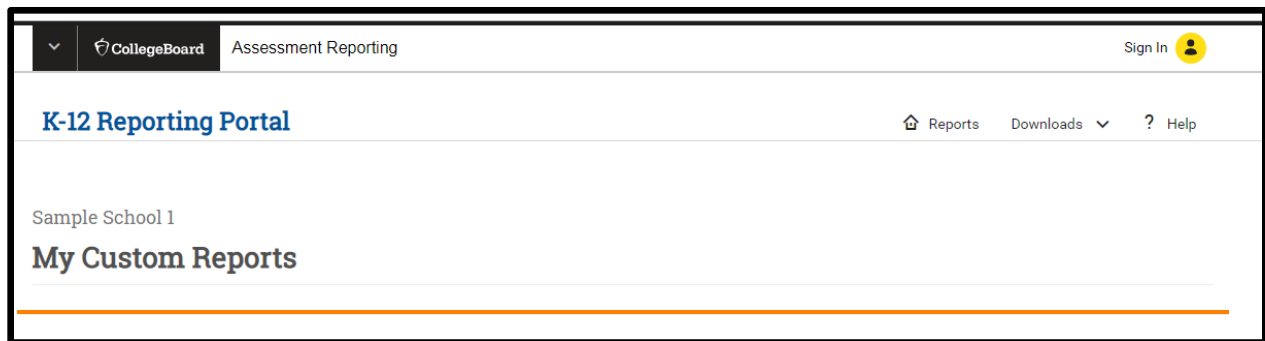 CollegeBoard Assessment Reporting Sign In
K-12 Reporting Portal Reports Downloads ? Help
Sample School 1
My Custom Reports